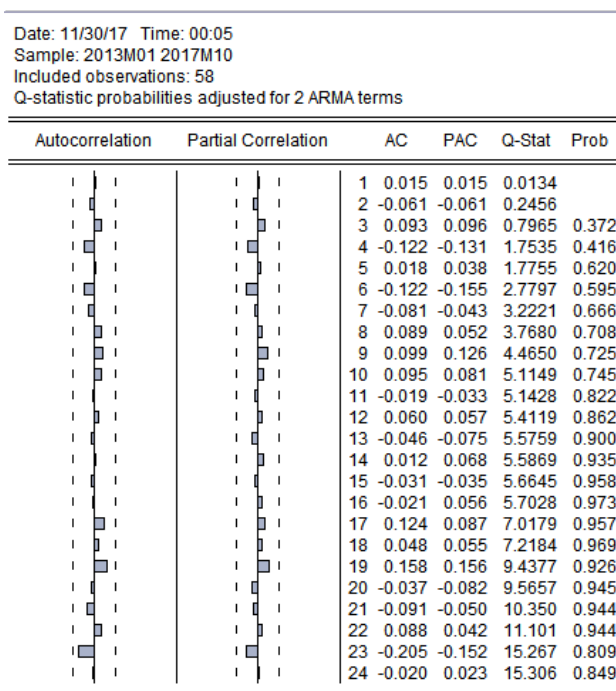 Date: 11/30/17 Time: 00:05
Sample: 2013M01 2017M10
Included observations: 58
Q-statistic probabilities adjusted for 2 ARMA terms
Autocorrelation Partial Correlation AC PAC Q-Stat Prob
1 0.015 0.015 0.0134
2 -0.061 -0.061 0.2456
3 0.093 0.096 0.7965 0.372
4 -0.122 -0.131 1.7535 0.416
5 0.018 0.038 1.7755 0.620
6 -0.122 -0.155 2.7797 0.595
7 -0.081 -0.043 3.2221 0.666
8 0.089 0.052 3.7680 0.708
9 0.099 0.126 4.4650 0.725
10 0.095 0.081 5.1149 0.745
11 -0.019 -0.033 5.1428 0.822
12 0.060 0.057 5.4119 0.862
13 -0.046 -0.075 5.5759 0.900
14 0.012 0.068 5.5869 0.935
15 -0.031 -0.035 5.6645 0.958
16 -0.021 0.056 5.7028 0.973
17 0.124 0.087 7.0179 0.957
18 0.048 0.055 7.2184 0.969
19 0.158 0.156 9.4377 0.926
20 -0.037 -0.082 9.5657 0.945
21 -0.091 -0.050 10.350 0.944
22 0.088 0.042 11.101 0.944
23 -0.205 -0.152 15.267 0.809
24 -0.020 0.023 15.306 0.849